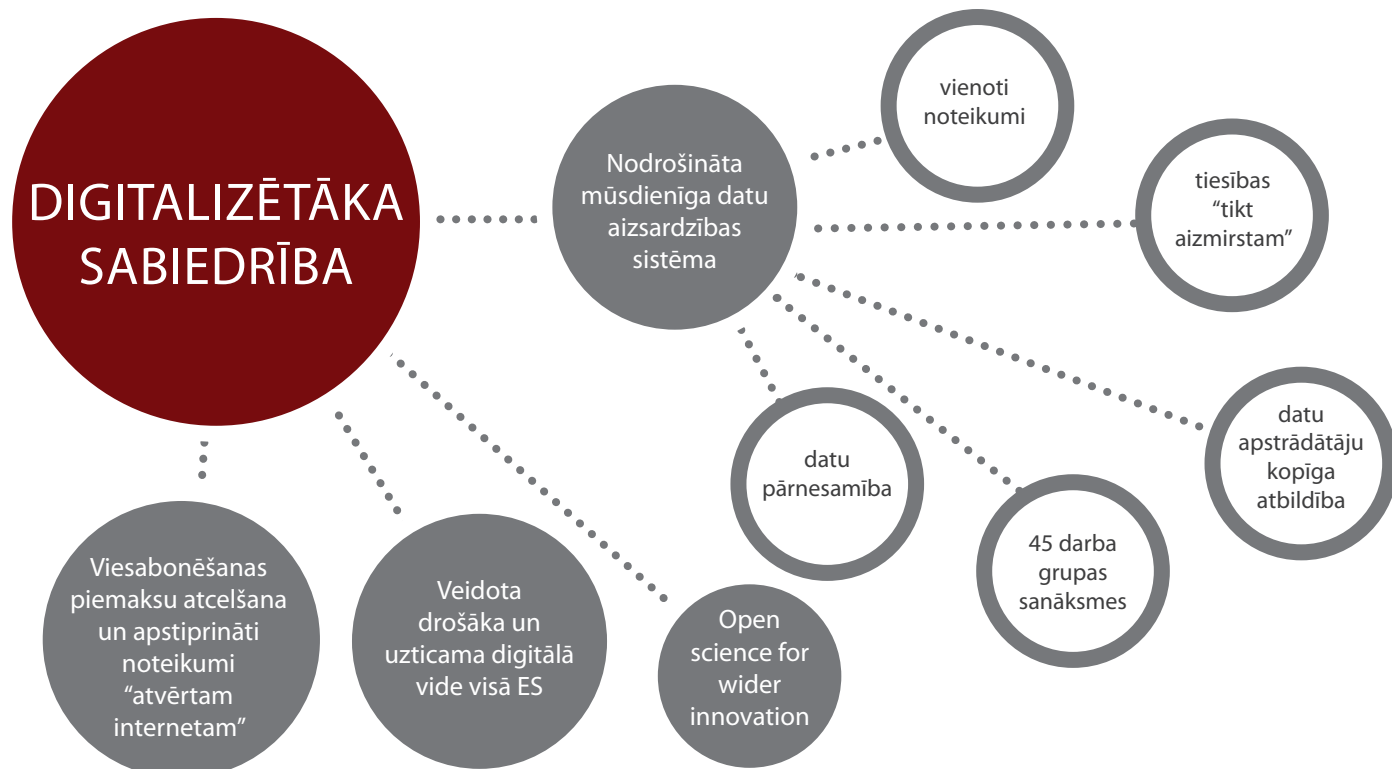 DIGITALIZĒTĀKA
SABIEDRĪBA
Nodrošināta
mūsdienīga datu
aizsardzības
sistēma
vienoti
noteikumi
tiesības
“tikt
aizmirstam”
datu
apstrādātāju
kopīga
atbildība
45 darba
grupas
sanāksmes
datu
pārnesamība
Viesabonēšanas
piemaksu atcelšana
un apstiprināti
noteikumi
“atvērtam
internetam”
Veidota
drošāka un
uzticama digitālā
vide visā ES
Open
science for
wider
innovation